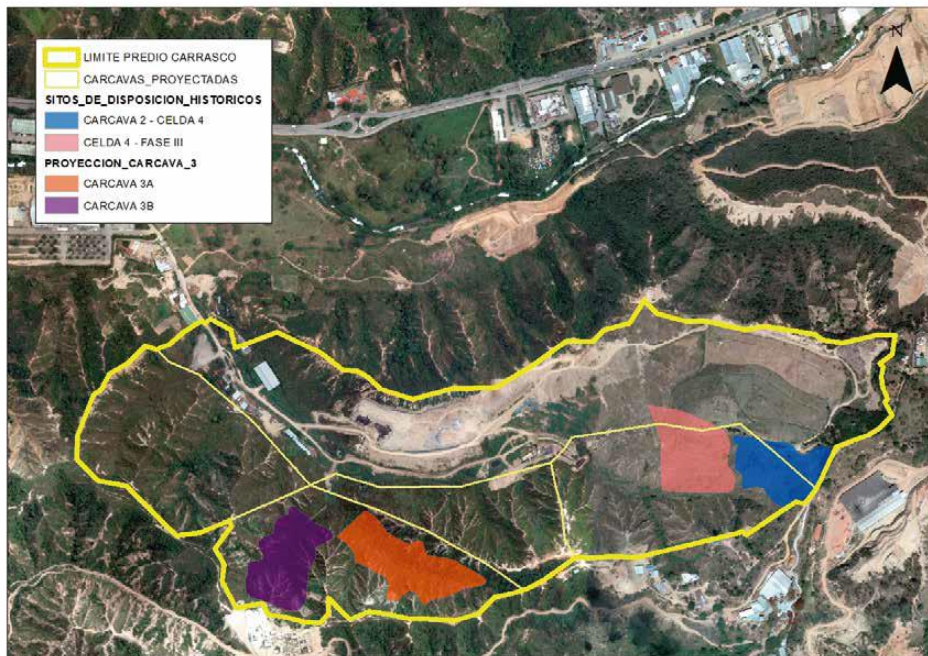 LIMITE PREDIO CARRASCO
CARCAVAS_PROYECTADAS
SITOS_DE_DISPOSICION_HISTORICOS
CARCAVA 2 - CELDA 4
CELDA 4 - FASE III
PROYECCION_CARCAVA_3
CARCAVA 3A
CARCAVA 3B
N